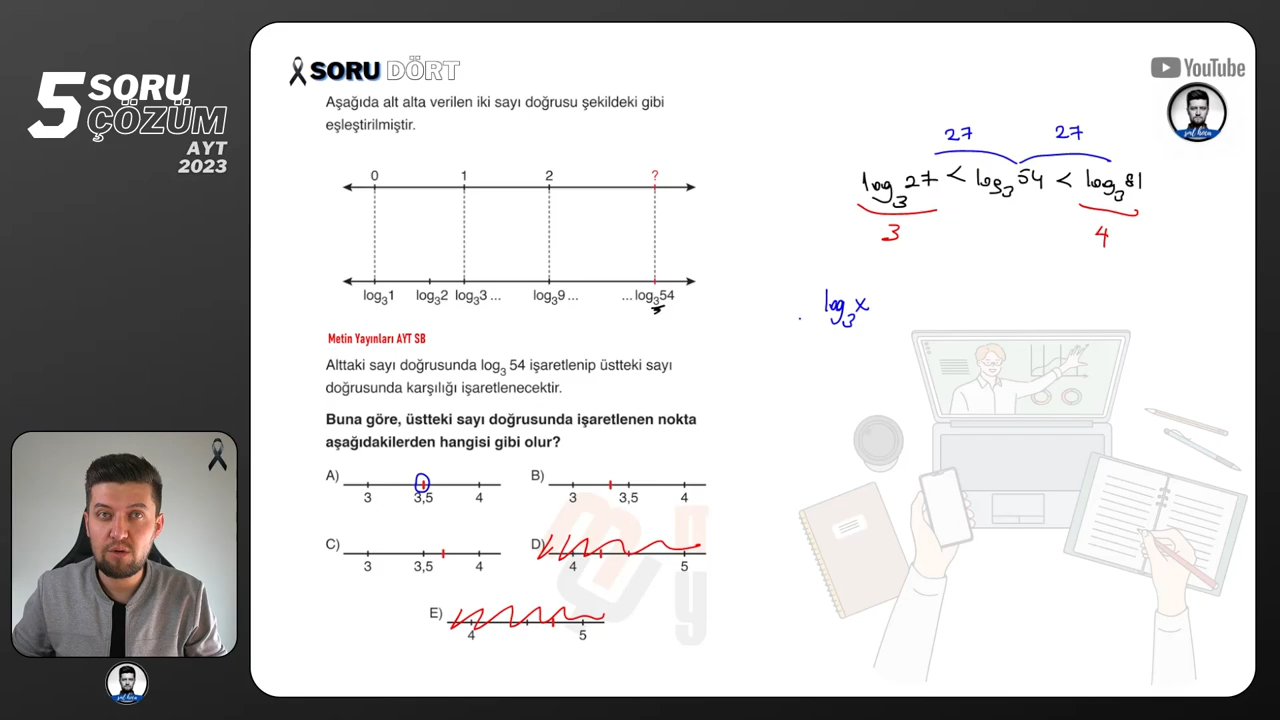 5 SORU
ÇÖZÜM
AYT
2023
SORU DÖRT
YouTube
Aşağıda alt alta verilen iki sayı doğrusu şekildeki gibi
eşleştirilmiştir.
0 1 2 ?
log₃1 log₃2 log₃3 ... log₃9 ... ... log₃54
27 27
log₃27 < log₃54 < log₃81
3 4
log₃x
Metin Yayınları AYT SB
Alttaki sayı doğrusunda log₃ 54 işaretlenip üstteki sayı
doğrusunda karşılığı işaretlenecektir.
Buna göre, üstteki sayı doğrusunda işaretlenen nokta
aşağıdakilerden hangisi gibi olur?
A) 3 3,5 4
B) 3 3,5 4
C) 3 3,5 4
D) 4 5
E) 4 5